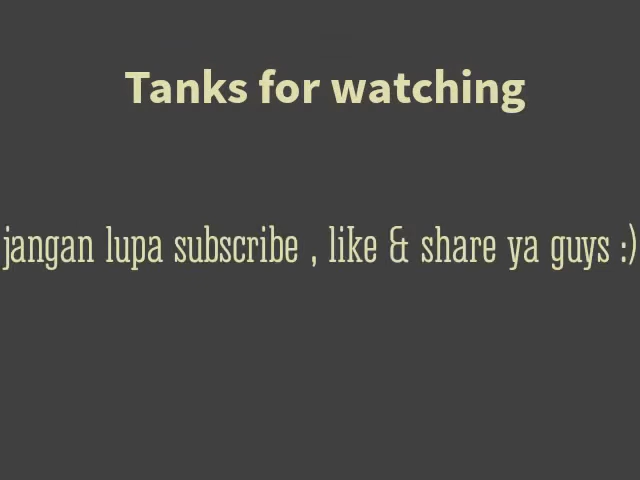 Tanks for watching
jangan lupa subscribe , like & share ya guys :)